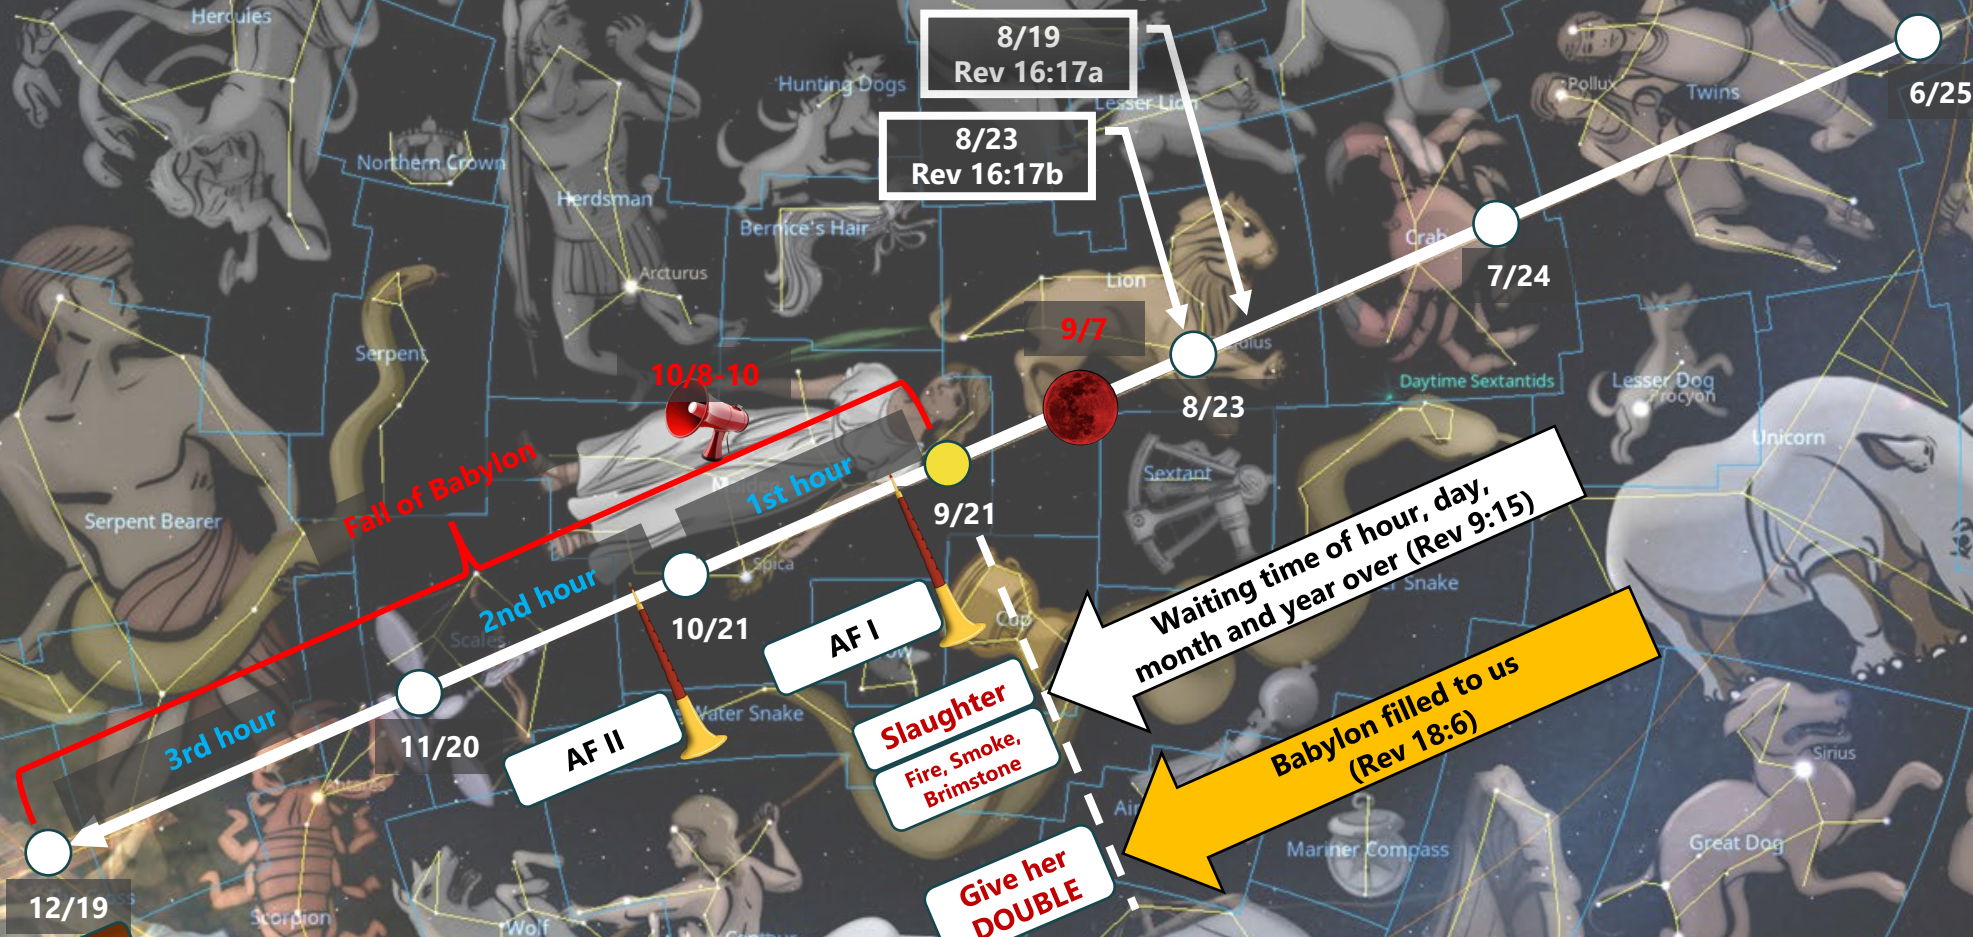 Hercules
8/19
Rev 16:17a
6/25
Hunting Dogs
Lesser Lion
Pollux
Twins
Northern Crown
8/23
Rev 16:17b
Herdsman
Bernice's Hair
Crab
Arcturus
Lion
7/24
9/7
Serpent
10/8-10
Daytime Sextantids
Lesser Dog
Procyon
8/23
Unicorn
Fall of Babylon
1st hour
Sextant
9/21
Serpent Bearer
Waiting time of hour, day,
month and year over (Rev 9:15)
Spica
2nd hour
10/21
Cup
Scales
AF I
Babylon filled to us
(Rev 18:6)
Slaughter
Water Snake
3rd hour
11/20
AF II
Fire, Smoke,
Brimstone
Sirius
Antares
Mariner Compass
Great Dog
Give her
DOUBLE
12/19
Scorpion
Wolf